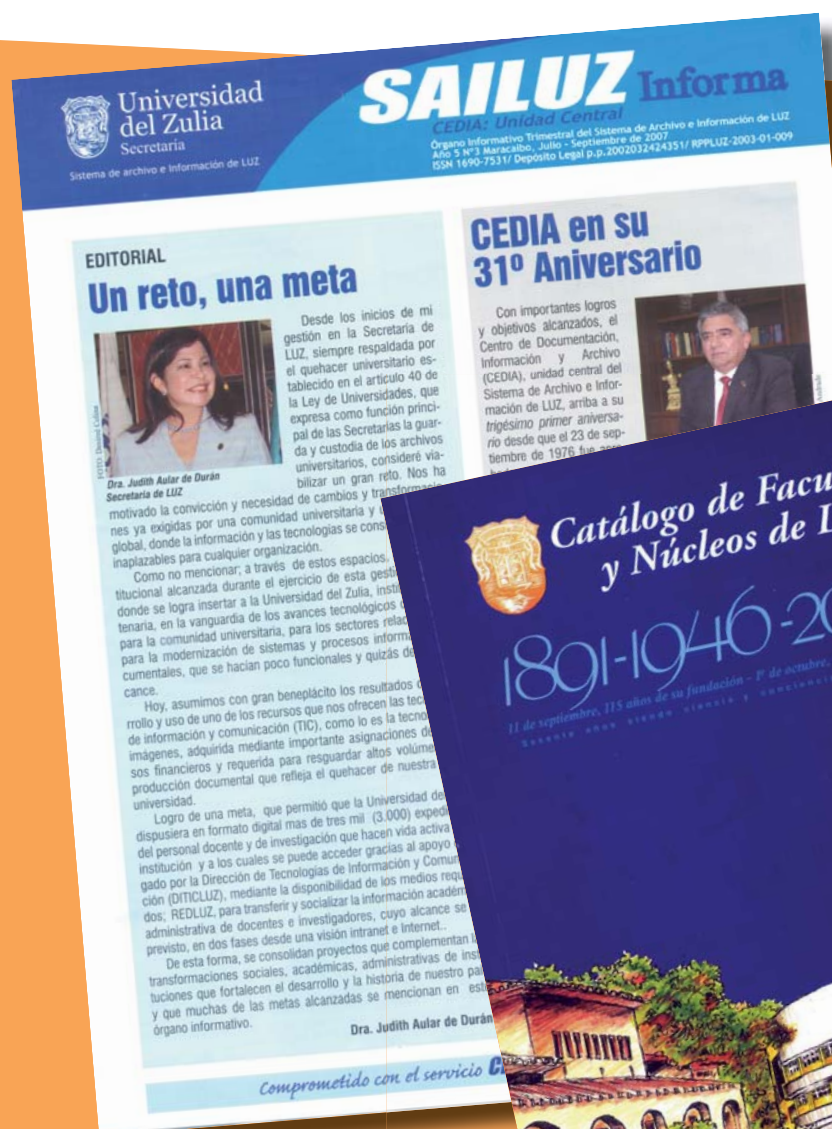 Universidad
del Zulia
Secretaría
Sistema de archivo e Información de LUZ
SAILUZ Informa
CEDIA: Unidad Central
Órgano Informativo Trimestral del Sistema de Archivo e Información de LUZ
Año 5 Nº3 Maracaibo, Julio - Septiembre de 2007
ISSN 1690-7531/ Depósito Legal p.p.2002032424351/ RPPLUZ-2003-01-009
EDITORIAL
Un reto, una meta
Desde los inicios de mi
gestión en la Secretaría de
LUZ, siempre respaldada por
el quehacer universitario es-
tablecido en el artículo 40 de
la Ley de Universidades, que
expresa como función princi-
pal de las Secretarías la guar-
da y custodia de los archivos
universitarios, consideré via-
bilizar un gran reto. Nos ha
FOTO: Desireé Colina
Dra. Judith Aular de Durán
Secretaria de LUZ
motivado la convicción y necesidad de cambios y transformacio-
nes ya exigidas por una comunidad universitaria y
global, donde la información y las tecnologías se cons
inaplazables para cualquier organización.
Como no mencionar, a través de estos espacios,
titucional alcanzada durante el ejercicio de esta gest
donde se logra insertar a la Universidad del Zulia, insti
tenaria, en la vanguardia de los avances tecnológicos
para la comunidad universitaria, para los sectores relac
para la modernización de sistemas y procesos inform
cumentales, que se hacían poco funcionales y quizás de
cance.
Hoy, asumimos con gran beneplácito los resultados
rrollo y uso de uno de los recursos que nos ofrecen las tec
de información y comunicación (TIC), como lo es la tecno
imágenes, adquirida mediante importante asignaciones de
sos financieros y requerida para resguardar altos volúme
producción documental que refleja el quehacer de nuestra
universidad.
Logro de una meta, que permitió que la Universidad de
dispusiera en formato digital mas de tres mil (3.000) expedi
del personal docente y de investigación que hacen vida activa
institución y a los cuales se puede acceder gracias al apoyo
gado por la Dirección de Tecnologías de Información y Comun
ción (DITICLUZ), mediante la disponibilidad de los medios requ
dos; REDLUZ, para transferir y socializar la información académ
administrativa de docentes e investigadores, cuyo alcance se
previsto, en dos fases desde una visión intranet e Internet..
De esta forma, se consolidan proyectos que complementan l
transformaciones sociales, académicas, administrativas de inst
tuciones que fortalecen el desarrollo y la historia de nuestro pa
y que muchas de las metas alcanzadas se mencionan en est
órgano informativo.
Dra. Judith Aular de Durán
Comprometido con el servicio
CEDIA en su
31º Aniversario
Con importantes logros
y objetivos alcanzados, el
Centro de Documentación,
Información y Archivo
(CEDIA), unidad central del
Sistema de Archivo e Infor-
mación de LUZ, arriba a su
trigésimo primer aniversa-
rio desde que el 23 de sep-
tiembre de 1976 fue
Catálogo de Facu
y Núcleos de
1891-1946-20
11 de septiembre, 115 años de su fundación - 1º de octubre,